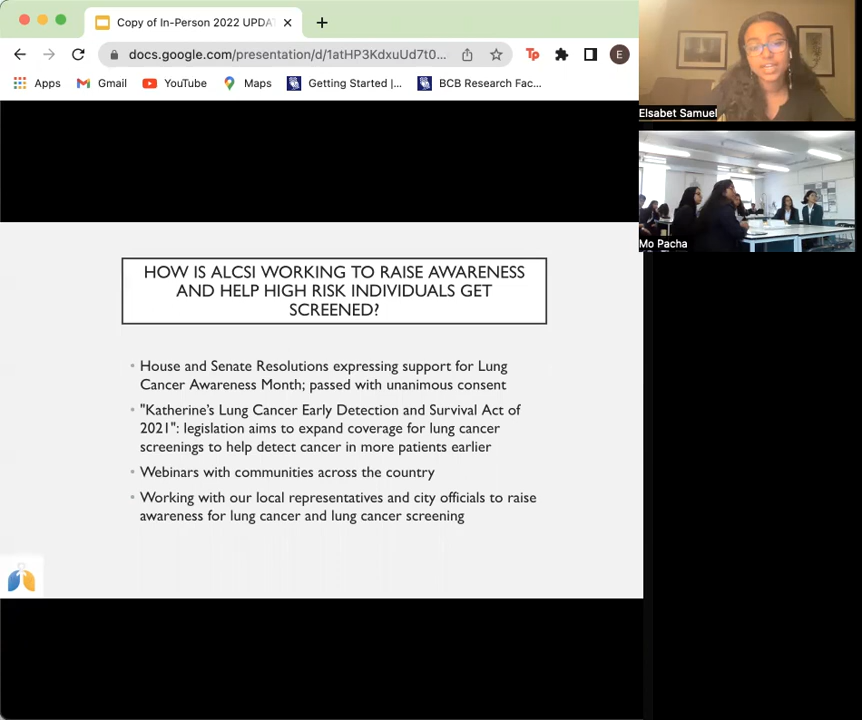 Copy of In-Person 2022 UPDA
docs.google.com/presentation/d/1atHP3KdxuUd7t0...
Tp
E
Apps
Gmail
YouTube
Maps
Getting Started |...
BCB Research Fac...
Elsabet Samuel
Mo Pacha
HOW IS ALCSI WORKING TO RAISE AWARENESS
AND HELP HIGH RISK INDIVIDUALS GET
SCREENED?
• House and Senate Resolutions expressing support for Lung
Cancer Awareness Month; passed with unanimous consent
• "Katherine's Lung Cancer Early Detection and Survival Act of
2021": legislation aims to expand coverage for lung cancer
screenings to help detect cancer in more patients earlier
• Webinars with communities across the country
• Working with our local representatives and city officials to raise
awareness for lung cancer and lung cancer screening